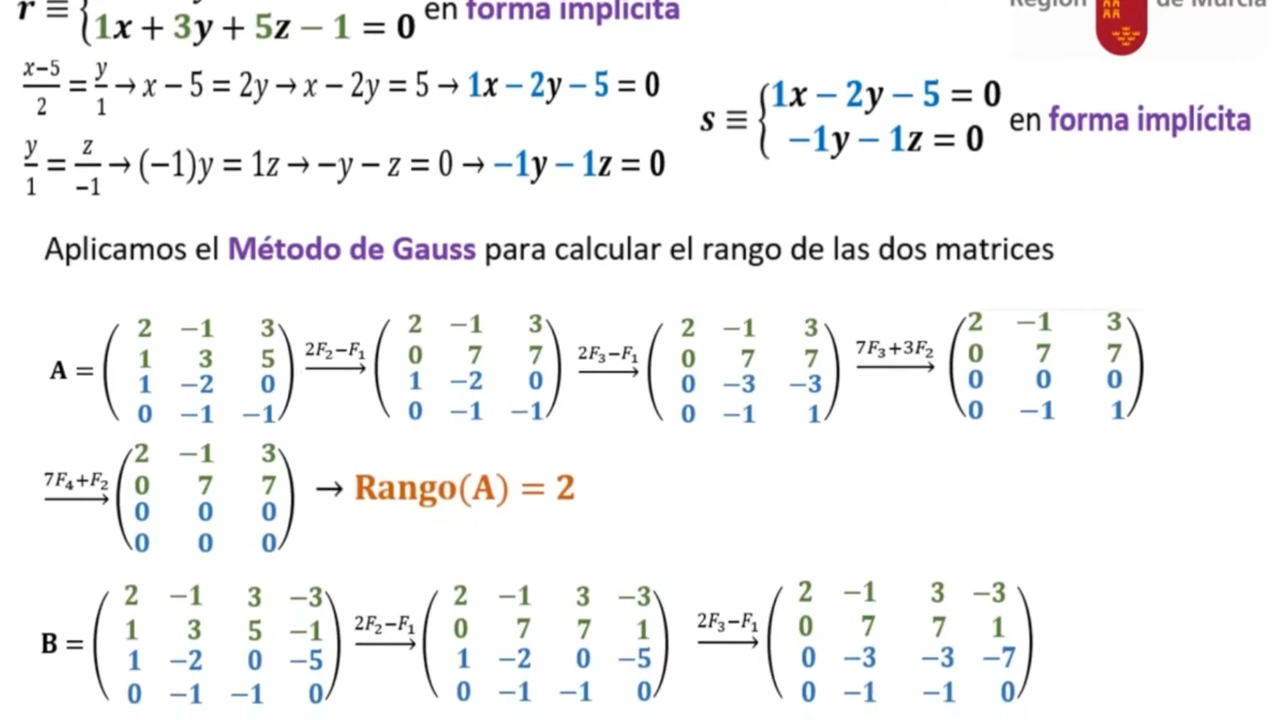 r ≡ {1x + 3y + 5z − 1 = 0 en forma implícita
Región de Murcia
x−5/2 = y/1 → x − 5 = 2y → x − 2y = 5 → 1x − 2y − 5 = 0
y/1 = z/−1 → (−1)y = 1z → −y − z = 0 → −1y − 1z = 0
s ≡ {1x − 2y − 5 = 0
−1y − 1z = 0 en forma implícita
Aplicamos el Método de Gauss para calcular el rango de las dos matrices
A = (2 −1 3
1 3 5
1 −2 0
0 −1 −1)
2F₂−F₁ →
(2 −1 3
0 7 7
1 −2 0
0 −1 −1)
2F₃−F₁ →
(2 −1 3
0 7 7
0 −3 −3
0 −1 1)
7F₃+3F₂ →
(2 −1 3
0 7 7
0 0 0
0 −1 1)
7F₄+F₂ →
(2 −1 3
0 7 7
0 0 0
0 0 0)
→ Rango(A) = 2
B = (2 −1 3 −3
1 3 5 −1
1 −2 0 −5
0 −1 −1 0)
2F₂−F₁ →
(2 −1 3 −3
0 7 7 1
1 −2 0 −5
0 −1 −1 0)
2F₃−F₁ →
(2 −1 3 −3
0 7 7 1
0 −3 −3 −7
0 −1 −1 0)